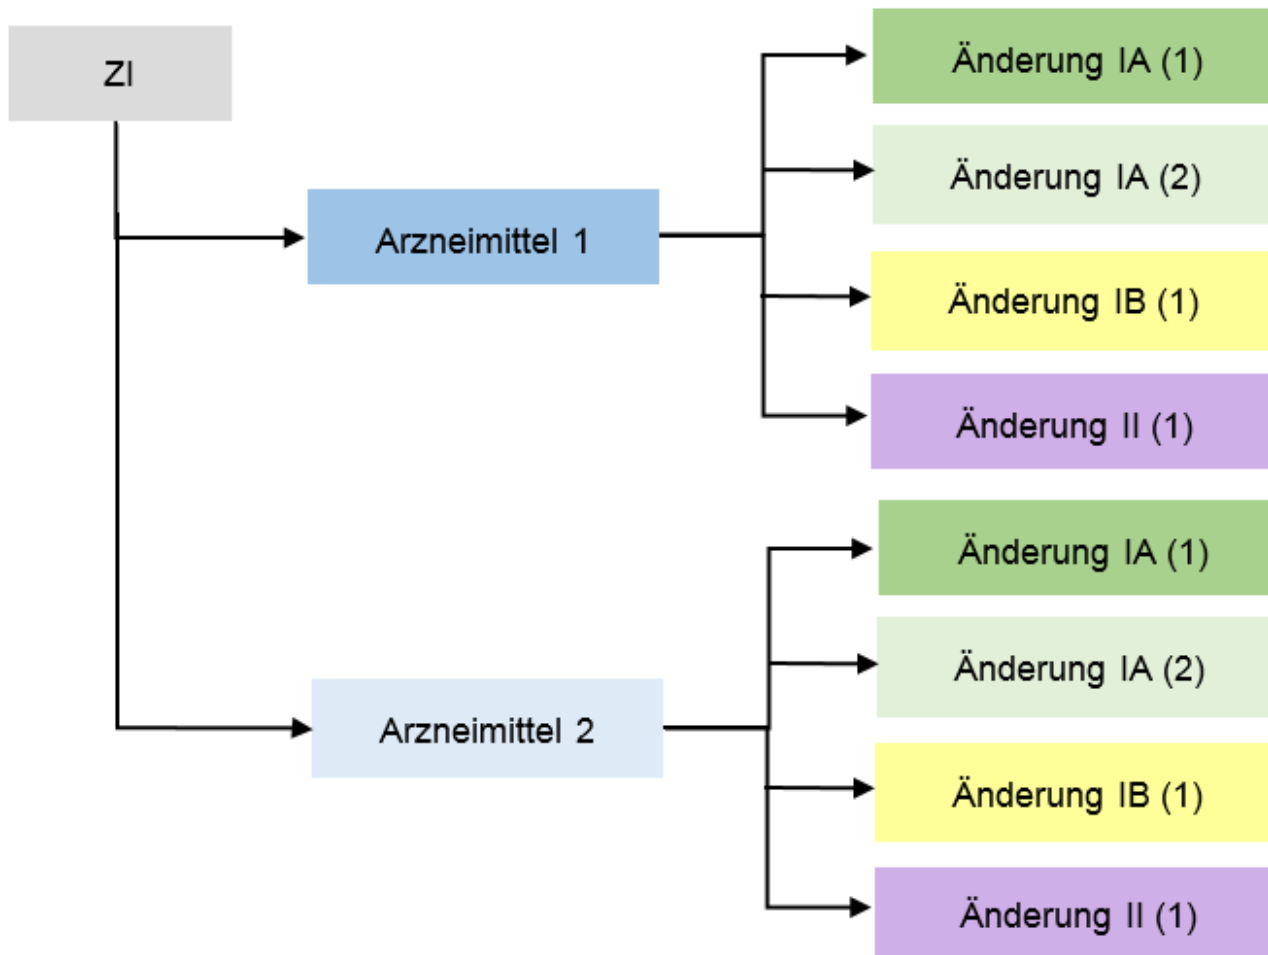 ZI
Arzneimittel 1
Änderung IA (1)
Änderung IA (2)
Änderung IB (1)
Änderung II (1)
Arzneimittel 2
Änderung IA (1)
Änderung IA (2)
Änderung IB (1)
Änderung II (1)